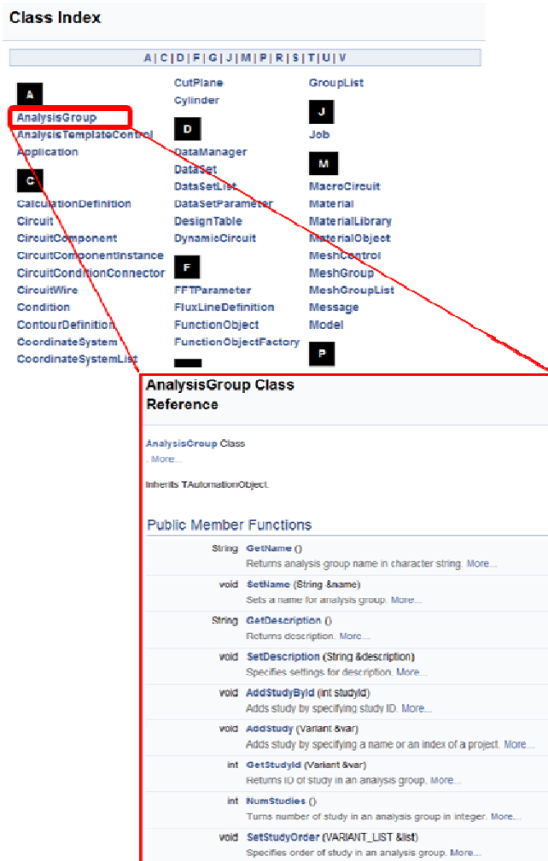 Class Index
A | C | D | F | G | J | M | P | R | S | T | U | V
A
AnalysisGroup
AnalysisTemplateControl
Application
C
CalculationDefinition
Circuit
CircuitComponent
CircuitComponentInstance
CircuitConditionConnector
CircuitWire
Condition
ContourDefinition
CoordinateSystem
CoordinateSystemList
CutPlane
Cylinder
D
DataManager
DataSet
DataSetList
DataSetParameter
DesignTable
DynamicCircuit
F
FFTParameter
FluxLineDefinition
FunctionObject
FunctionObjectFactory
GroupList
J
Job
M
MacroCircuit
Material
MaterialLibrary
MaterialObject
MeshControl
MeshGroup
MeshGroupList
Message
Model
P
AnalysisGroup Class
Reference
AnalysisGroup Class
. More...
Inherits TAutomationObject.
Public Member Functions
String GetName ()
Returns analysis group name in character string. More...
void SetName (String &name)
Sets a name for analysis group. More...
String GetDescription ()
Returns description. More...
void SetDescription (String &description)
Specifies settings for description. More...
void AddStudyById (int studyId)
Adds study by specifying study ID. More...
void AddStudy (Variant &var)
Adds study by specifying a name or an index of a project. More...
int GetStudyId (Variant &var)
Returns ID of study in an analysis group. More...
int NumStudies ()
Turns number of study in an analysis group in integer. More...
void SetStudyOrder (VARIANT_LIST &list)
Specifies order of study in an analysis group. More...